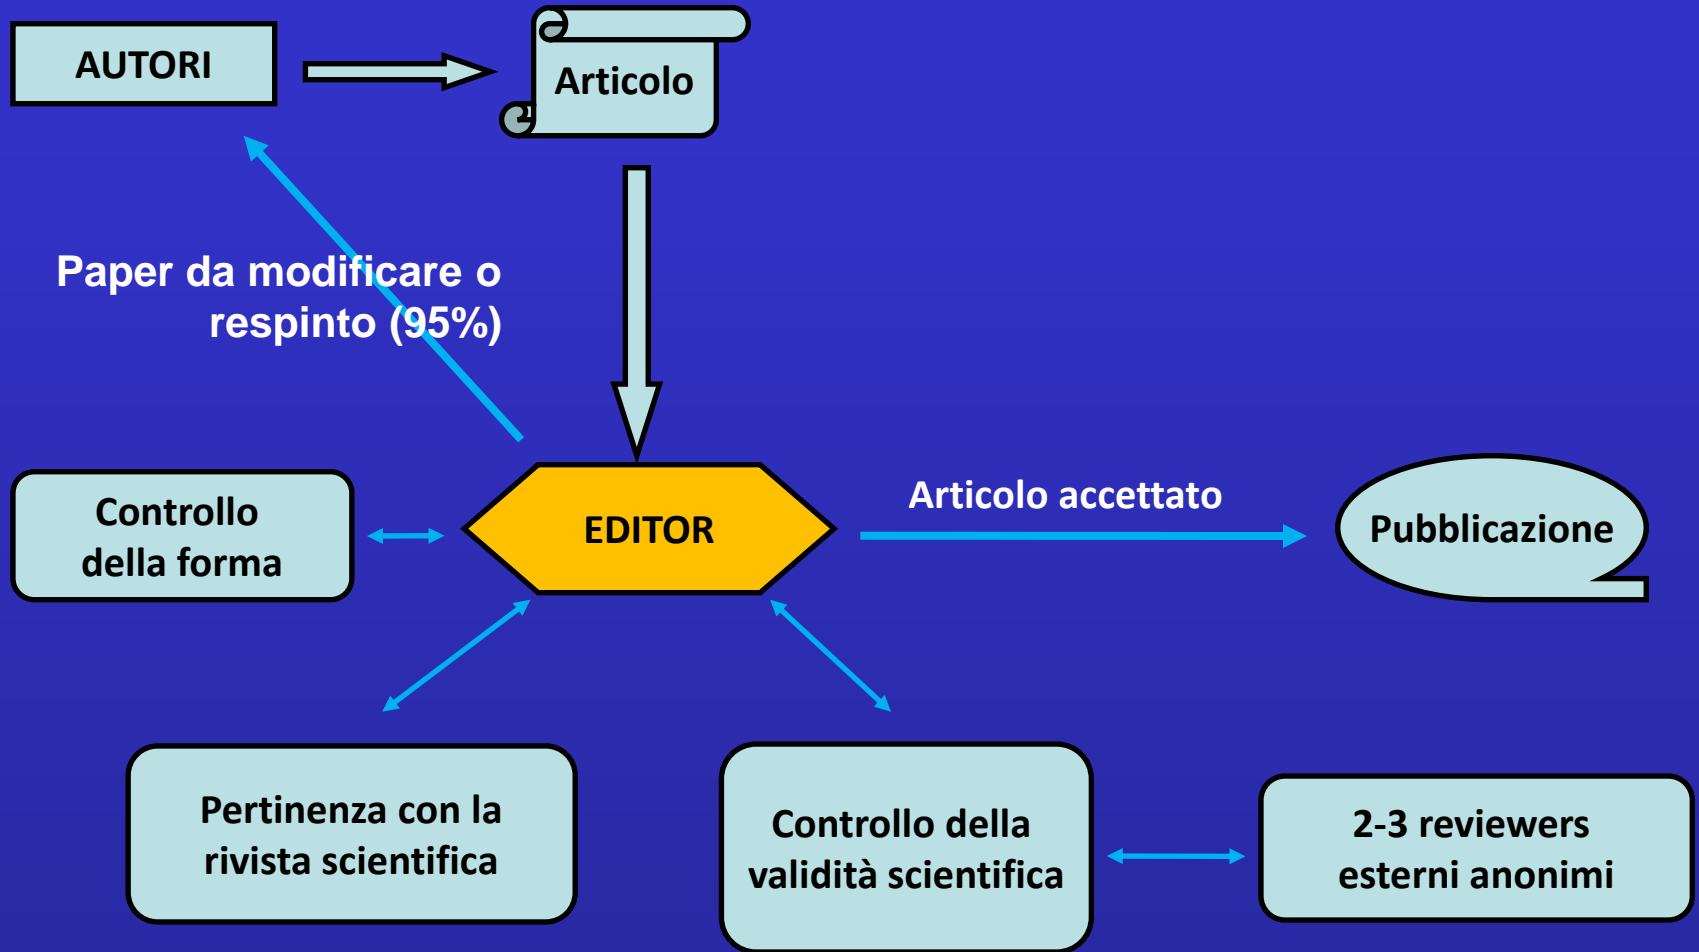 AUTORI
Articolo
Paper da modificare o
respinto (95%)
Controllo
della forma
EDITOR
Articolo accettato
Pubblicazione
Pertinenza con la
rivista scientifica
Controllo della
validità scientifica
2-3 reviewers
esterni anonimi